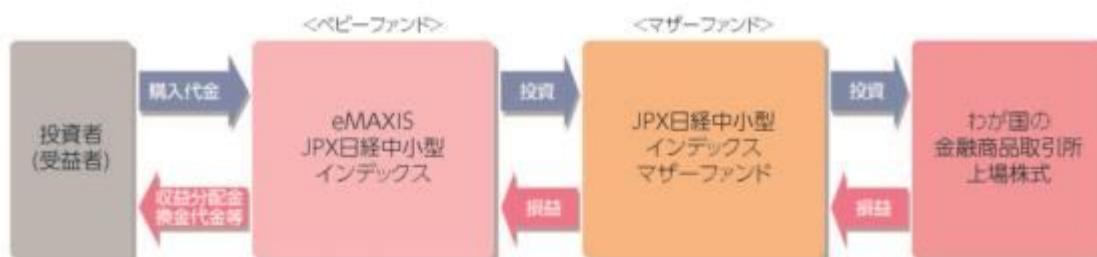 <ベビーファンド>
<マザーファンド>
投資者
(受益者)
購入代金
収益分配金
換金代金等
eMAXIS
JPX日経中小型
インデックス
投資
損益
JPX日経中小型
インデックス
マザーファンド
投資
損益
わが国の
金融商品取引所
上場株式